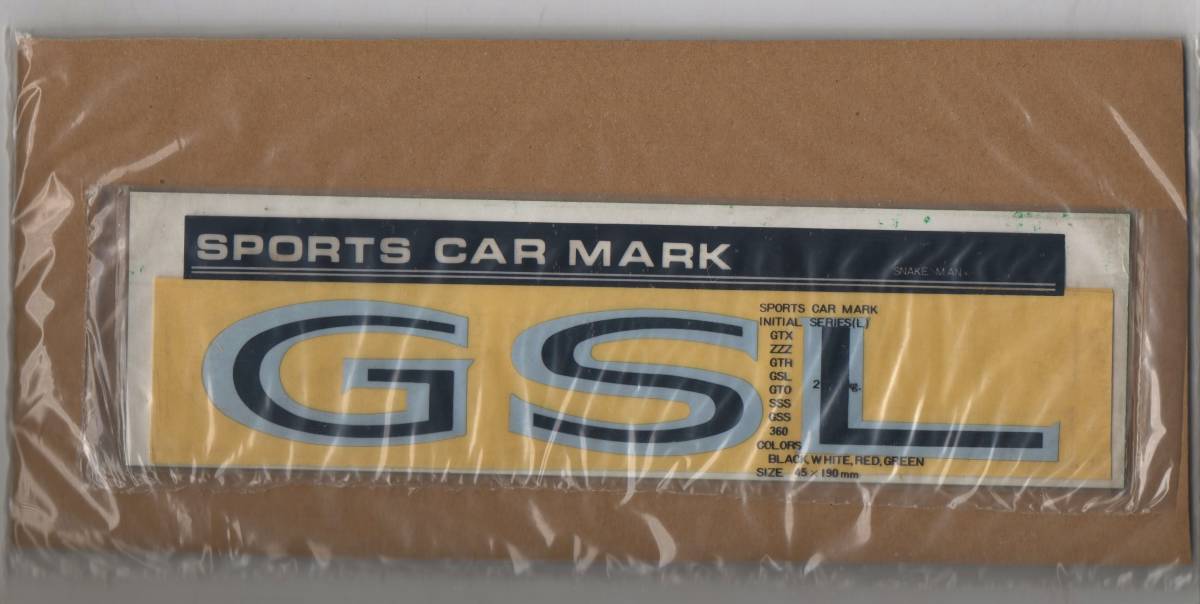 SPORTS CAR MARK
SNAKE MAN
GSL
SPORTS CAR MARK
INITIAL SERIES(L)
GTX
ZZZ
GTR
GSL
GTO
SSS
GSS
360
COLORS
BLACK, WHITE, RED, GREEN
SIZE 45×190mm